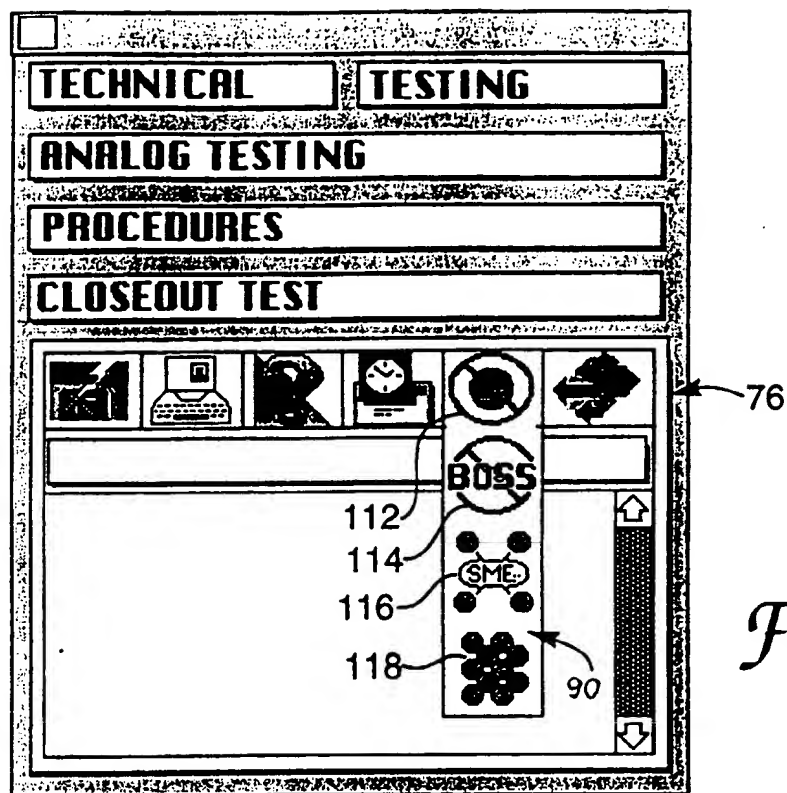 TECHNICAL TESTING
ANALOG TESTING
PROCEDURES
CLOSEOUT TEST
76
BOSS
112
114
SME
116
118
90
F